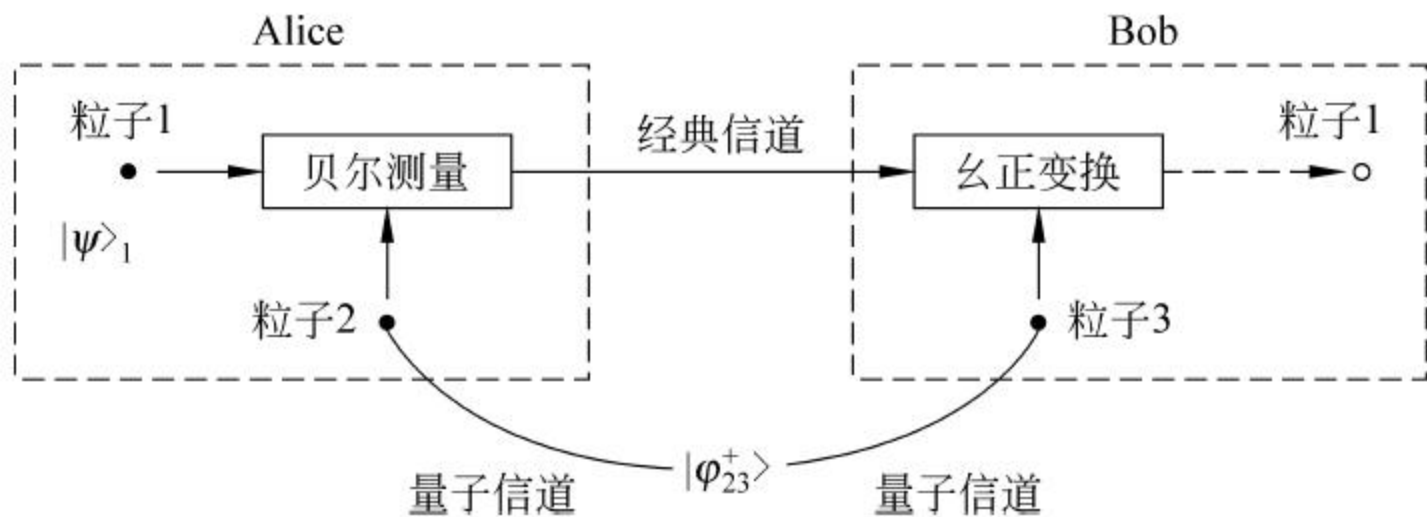 Alice
Bob
粒子1
经典信道
粒子1
贝尔测量
幺正变换
|ψ⟩₁
粒子2
粒子3
|φ⁺₂₃⟩
量子信道
量子信道